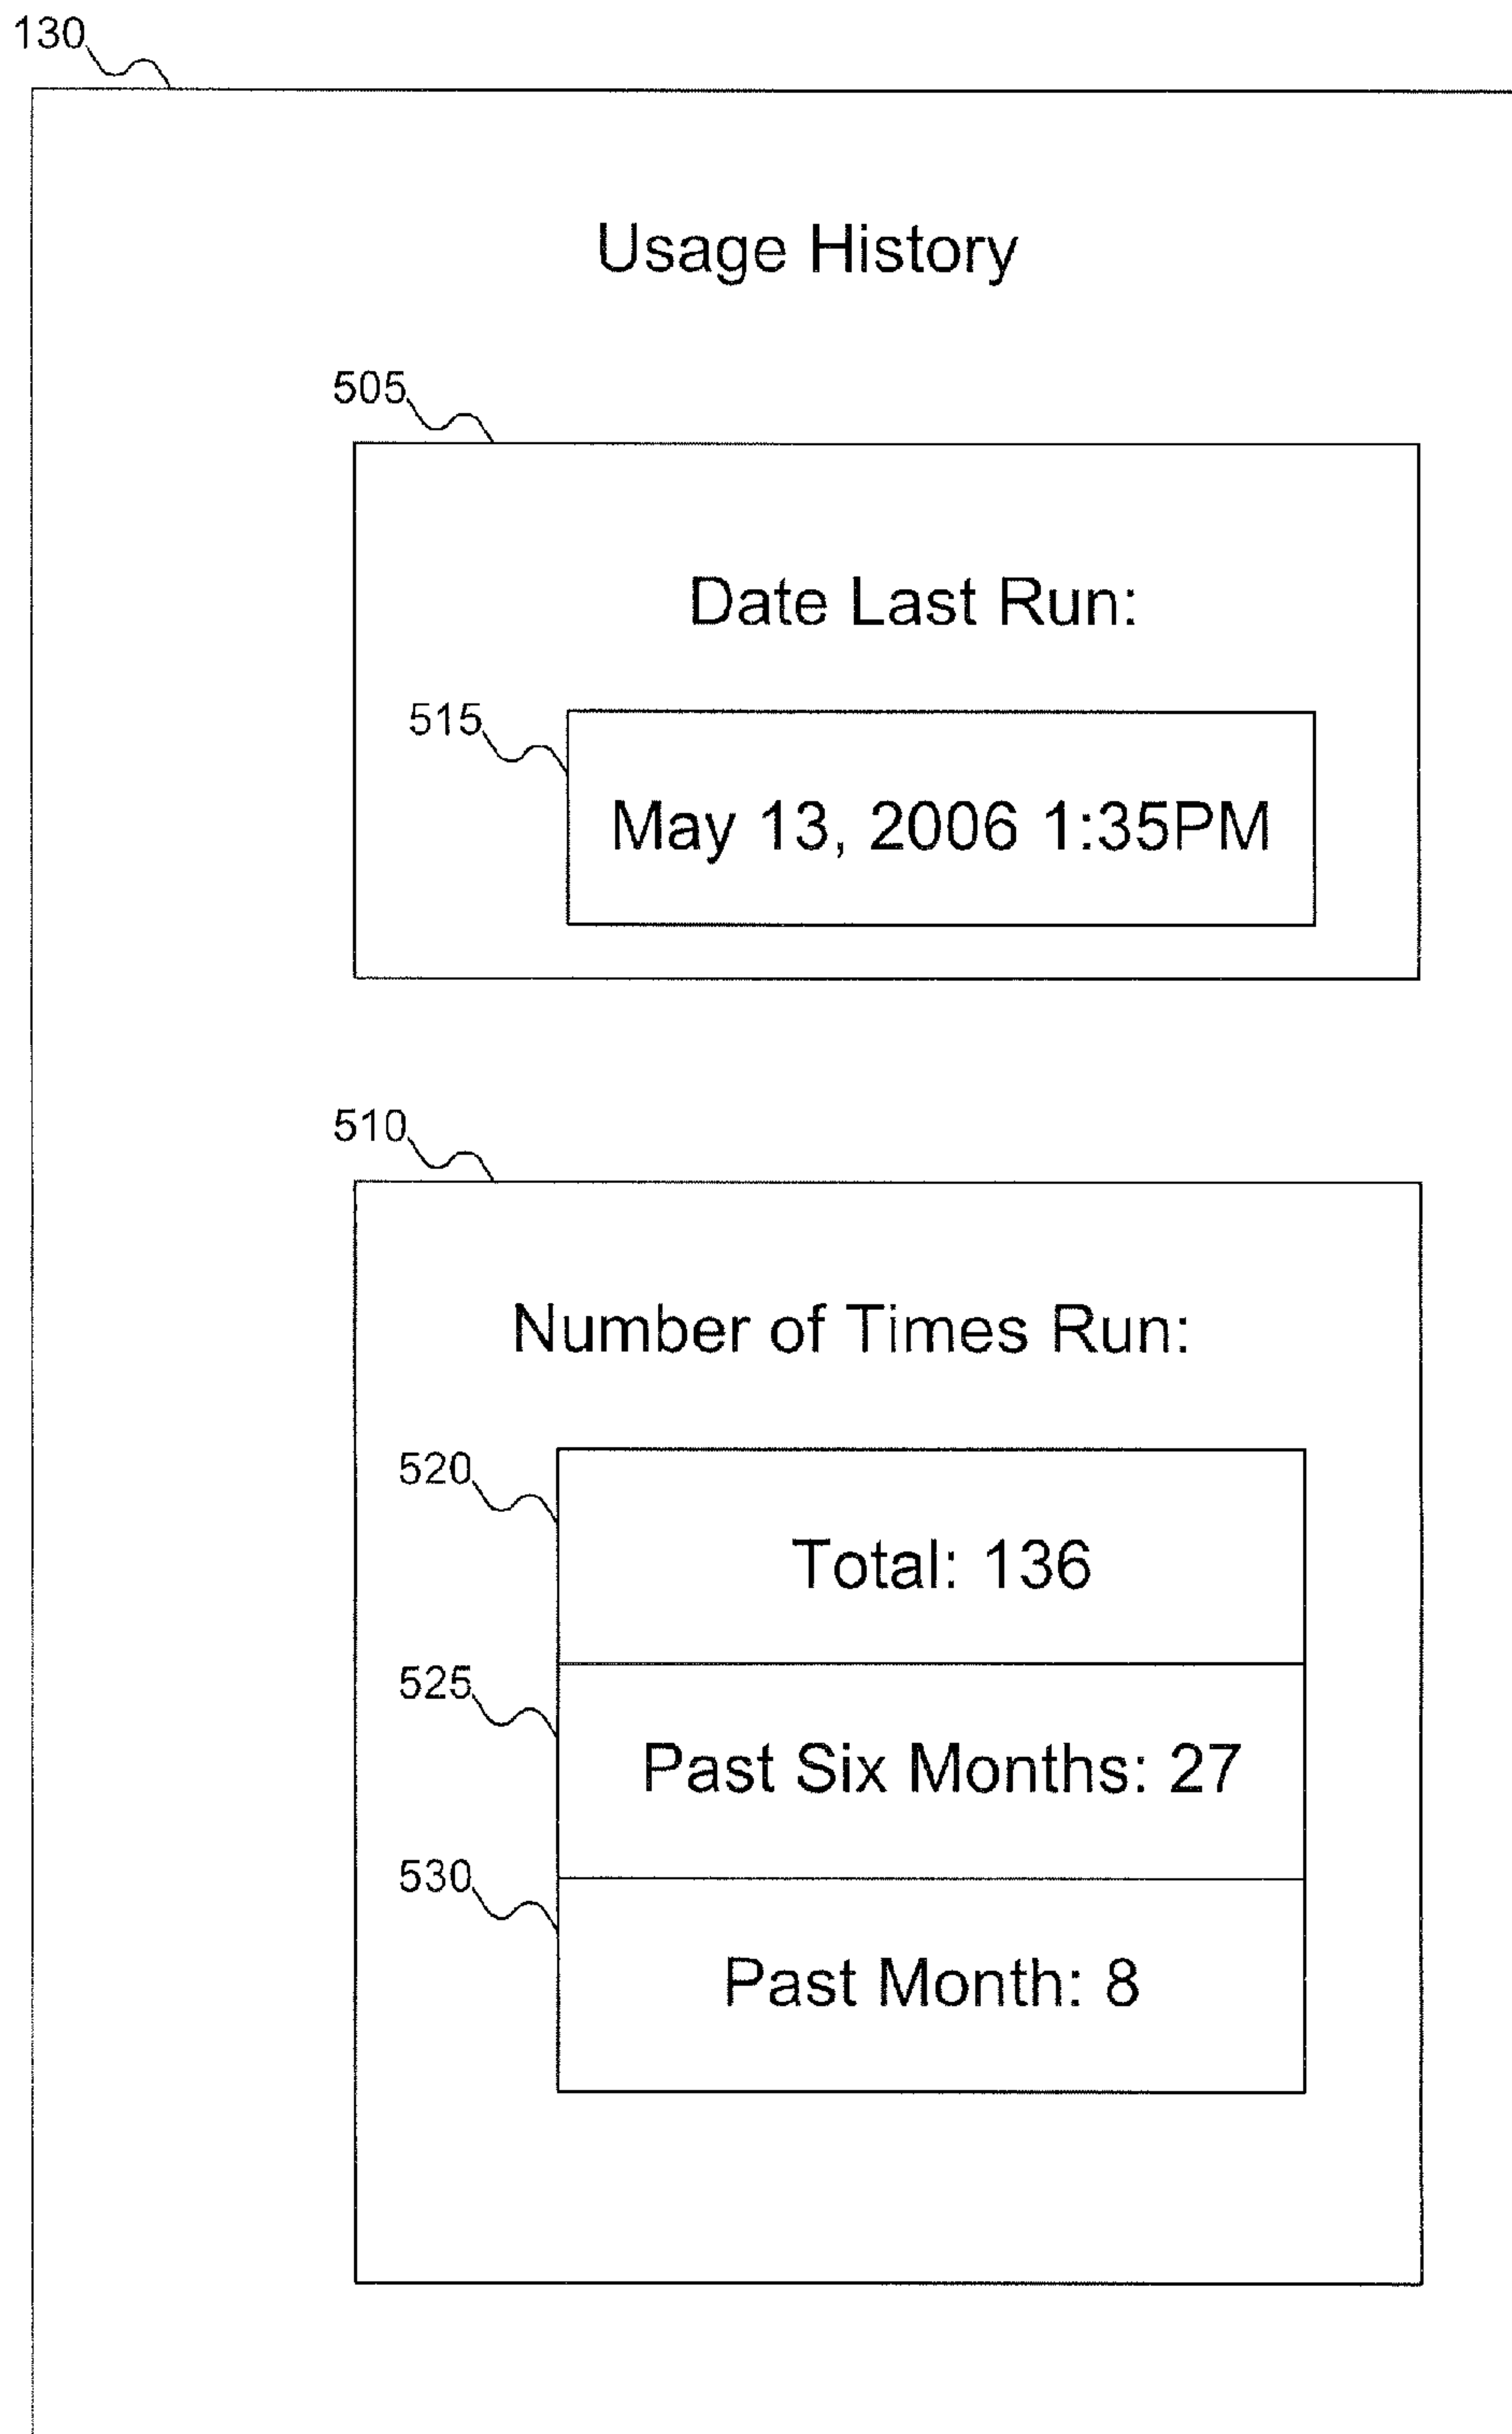 130
Usage History
505
Date Last Run:
515
May 13, 2006 1:35PM
510
Number of Times Run:
520
Total: 136
525
Past Six Months: 27
530
Past Month: 8